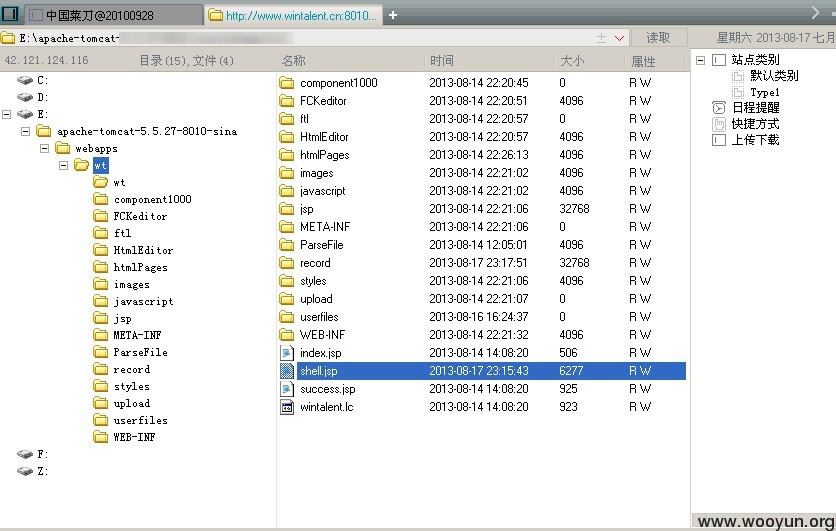 中国菜刀@20100928
http://www.wintalent.cn:8010...
E:\apache-tomcat-
读取
星期六 2013-08-17 七月
42.121.124.116
目录(15),文件(4)
名称 时间 大小 属性
C:
D:
E:
apache-tomcat-5.5.27-8010-sina
webapps
wt
wt
component1000
FCKeditor
ftl
HtmlEditor
htmlPages
images
javascript
jsp
META-INF
ParseFile
record
styles
upload
userfiles
WEB-INF
F:
Z:
component1000 2013-08-14 22:20:45 0 R W
FCKeditor 2013-08-14 22:20:51 4096 R W
ftl 2013-08-14 22:20:57 0 R W
HtmlEditor 2013-08-14 22:20:57 4096 R W
htmlPages 2013-08-14 22:26:13 4096 R W
images 2013-08-14 22:21:02 4096 R W
javascript 2013-08-14 22:21:02 4096 R W
jsp 2013-08-14 22:21:06 32768 R W
META-INF 2013-08-14 22:21:06 0 R W
ParseFile 2013-08-14 12:05:01 4096 R W
record 2013-08-17 23:17:51 32768 R W
styles 2013-08-14 22:21:06 4096 R W
upload 2013-08-14 22:21:07 0 R W
userfiles 2013-08-16 16:24:37 0 R W
WEB-INF 2013-08-14 22:21:32 4096 R W
index.jsp 2013-08-14 14:08:20 506 R W
shell.jsp 2013-08-17 23:15:43 6277 R W
success.jsp 2013-08-14 14:08:20 925 R W
wintalent.lc 2013-08-14 14:08:20 923 R W
站点类别
默认类别
Type1
日程提醒
快捷方式
上传下载
www.wooyun.org